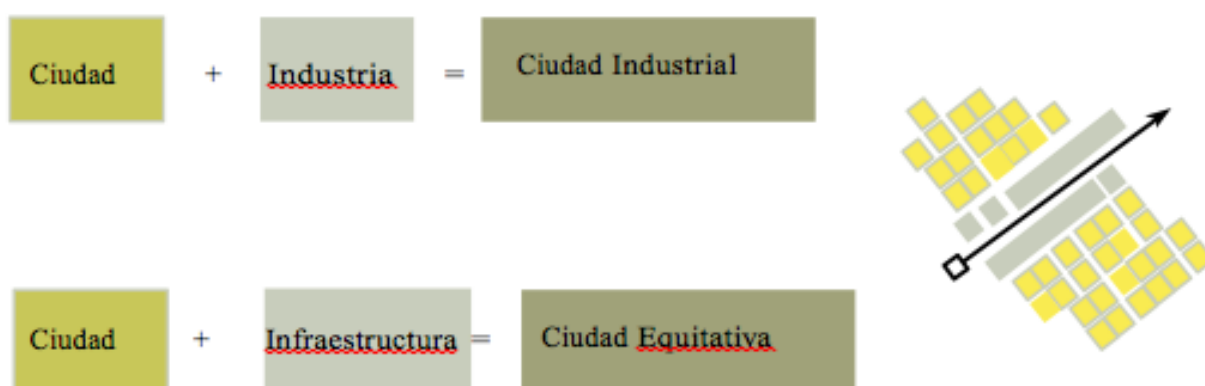 Ciudad + Industria = Ciudad Industrial
Ciudad + Infraestructura = Ciudad Equitativa